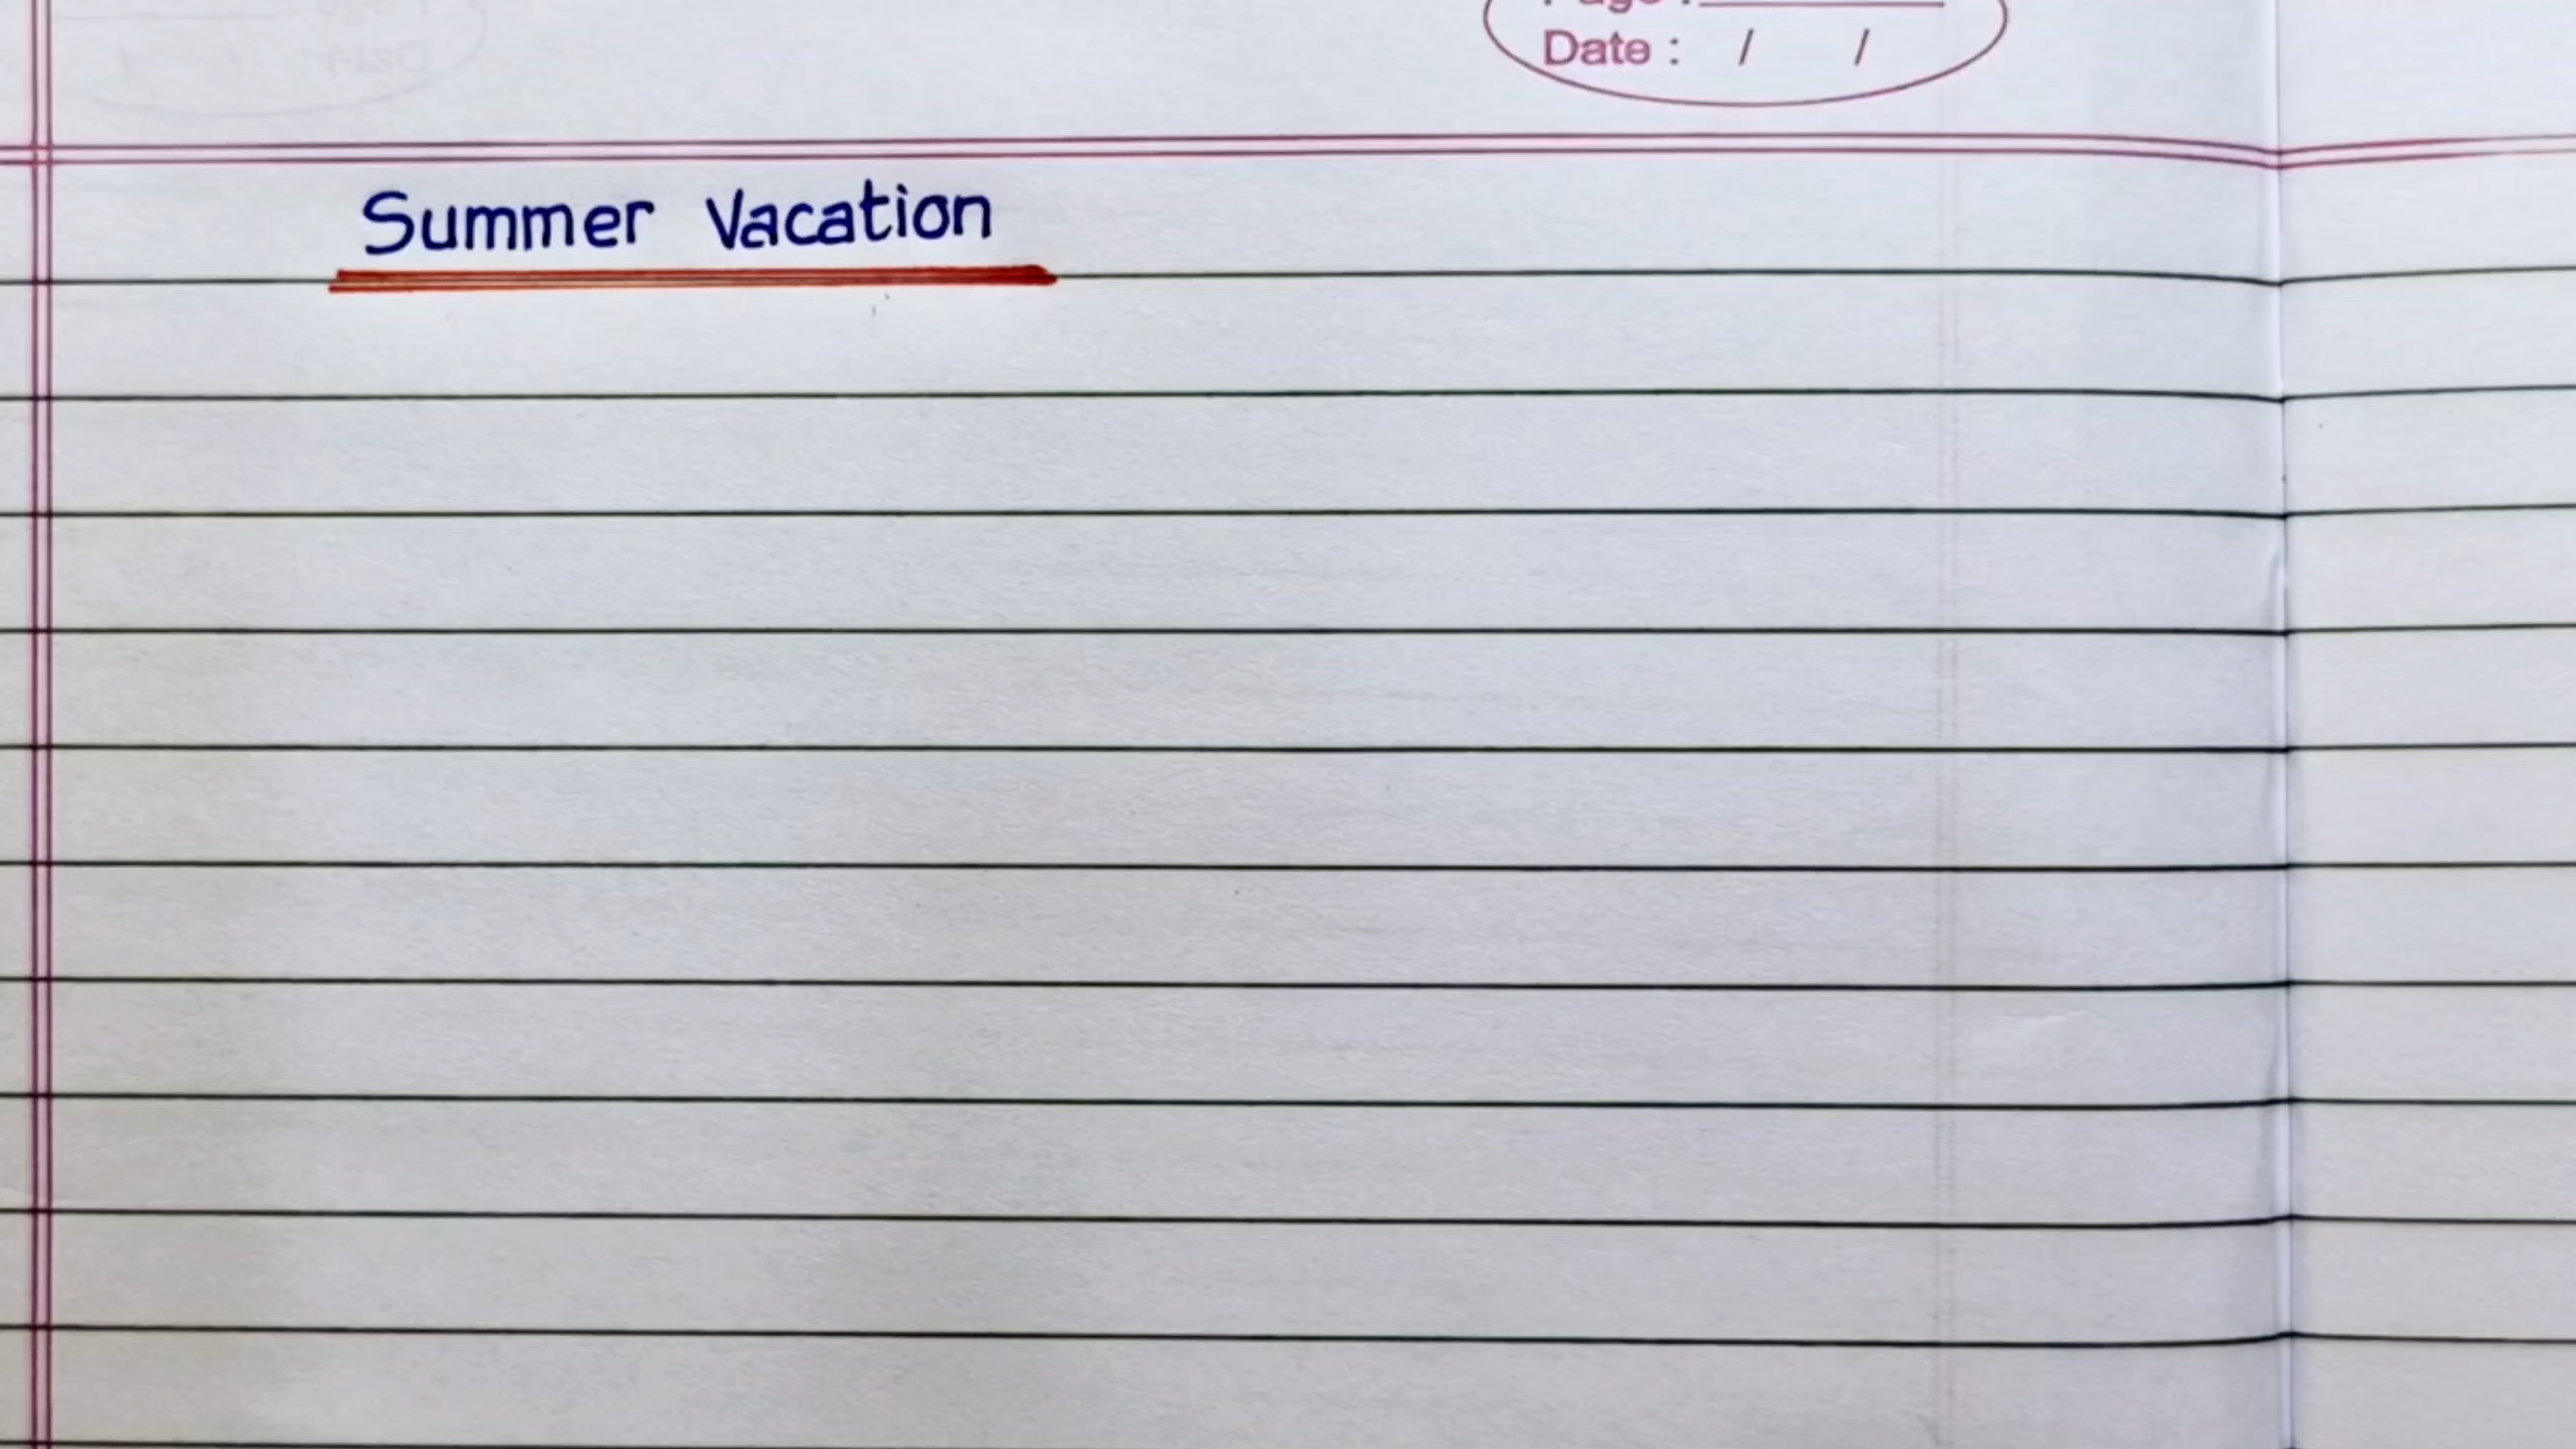 Date : / /
Summer Vacation